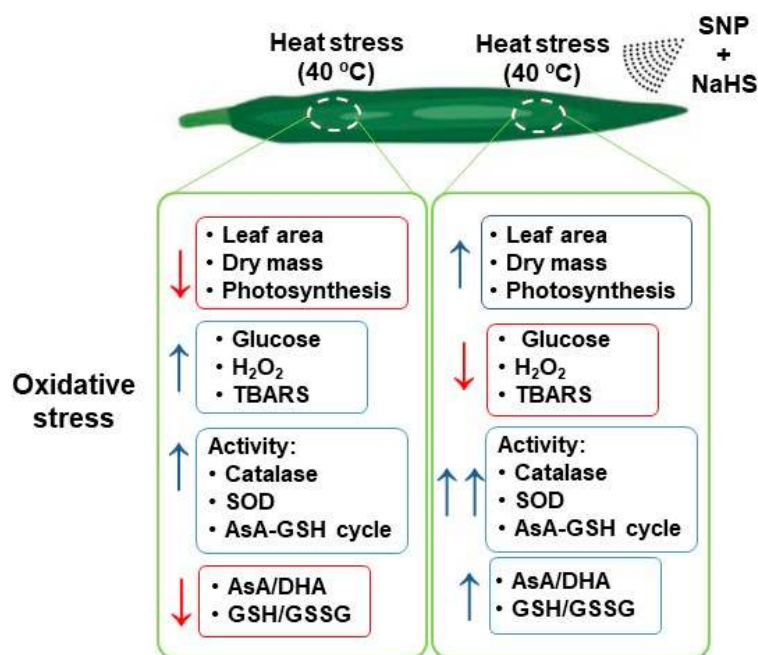 SNP
+
NaHS
Heat stress
(40 ºC)
Heat stress
(40 ºC)
Oxidative
stress
• Leaf area
• Dry mass
• Photosynthesis
• Glucose
• H₂O₂
• TBARS
Activity:
• Catalase
• SOD
• AsA-GSH cycle
• AsA/DHA
• GSH/GSSG
• Leaf area
• Dry mass
• Photosynthesis
• Glucose
• H₂O₂
• TBARS
Activity:
• Catalase
• SOD
• AsA-GSH cycle
• AsA/DHA
• GSH/GSSG